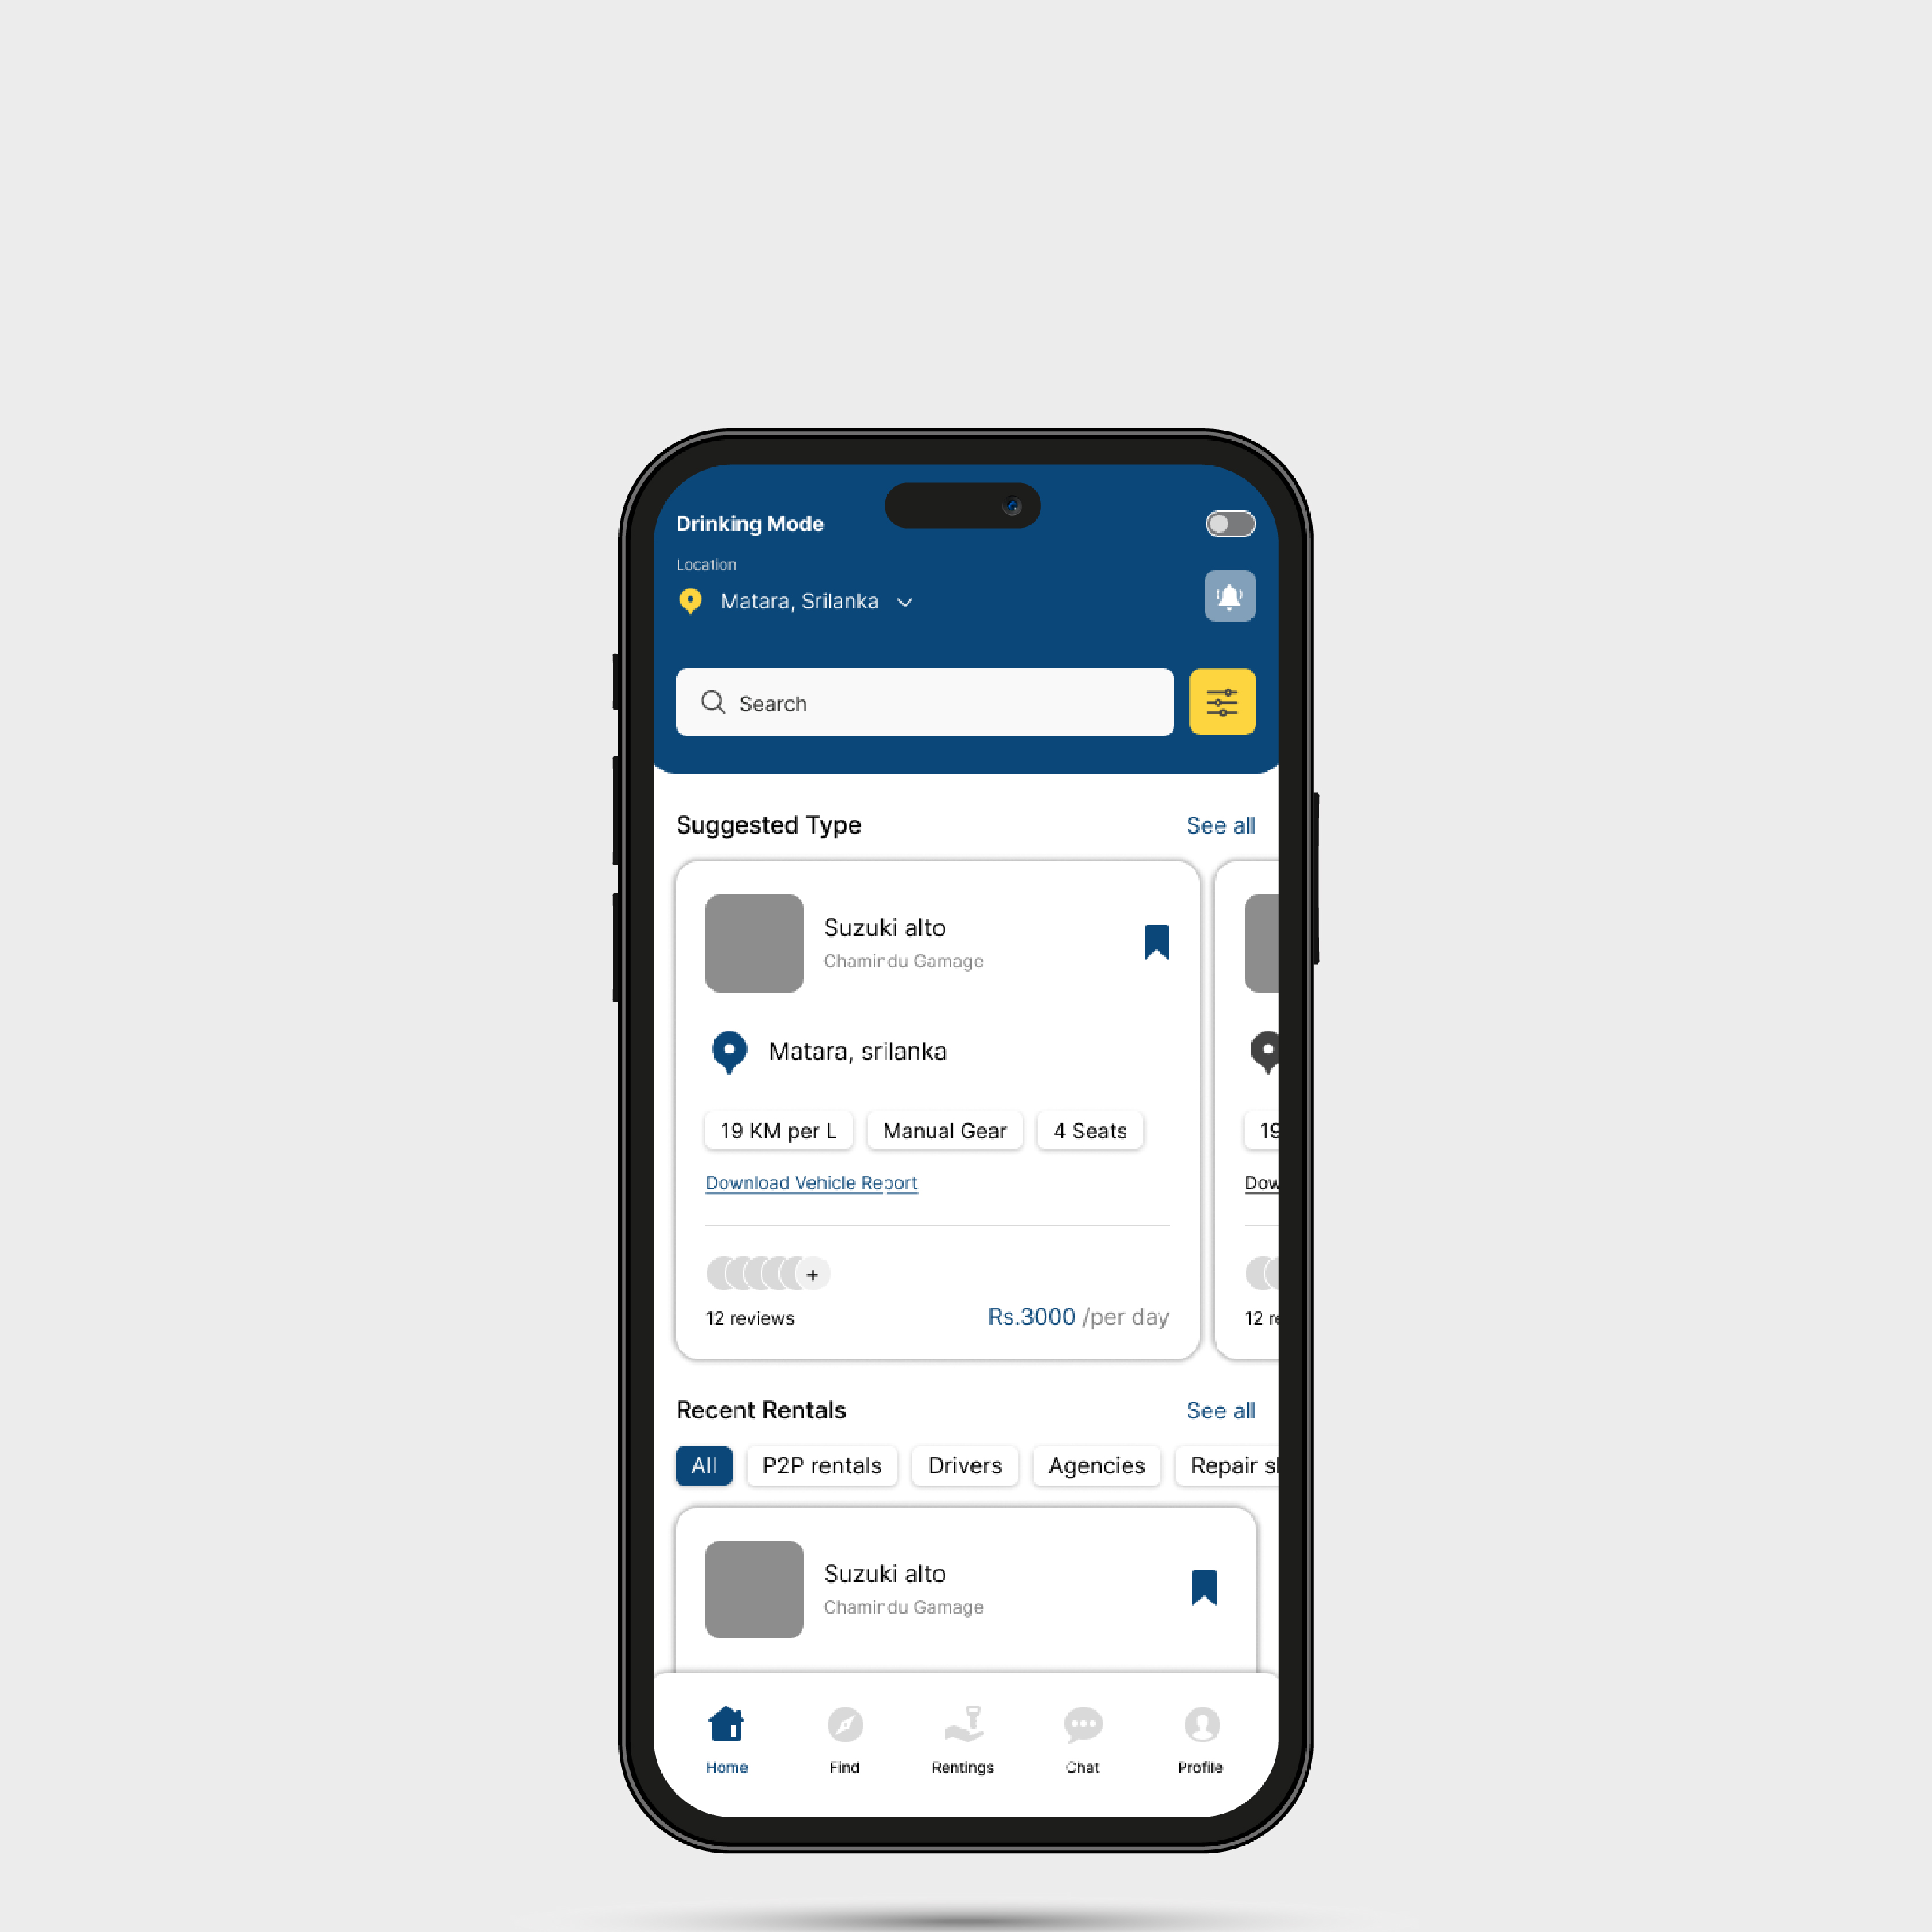 Drinking Mode
Location
Matara, Srilanka
Search
Suggested Type
See all
Suzuki alto
Chamindu Gamage
Matara, srilanka
19 KM per L
Manual Gear
4 Seats
19
Download Vehicle Report
+
12 reviews
Rs.3000 /per day
12
Recent Rentals
See all
All
P2P rentals
Drivers
Agencies
Repair
Suzuki alto
Chamindu Gamage
Home
Find
Rentings
Chat
Profile